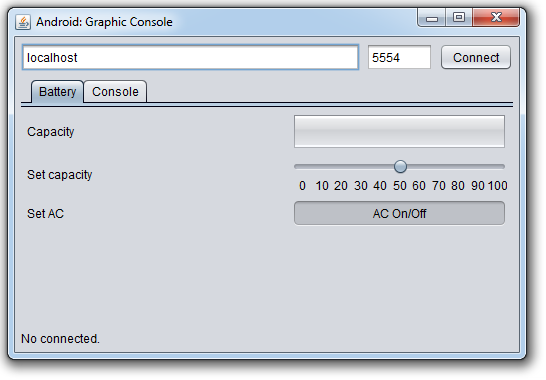 Android: Graphic Console
localhost 5554 Connect
Battery Console
Capacity
Set capacity
0 10 20 30 40 50 60 70 80 90 100
Set AC AC On/Off
No connected.